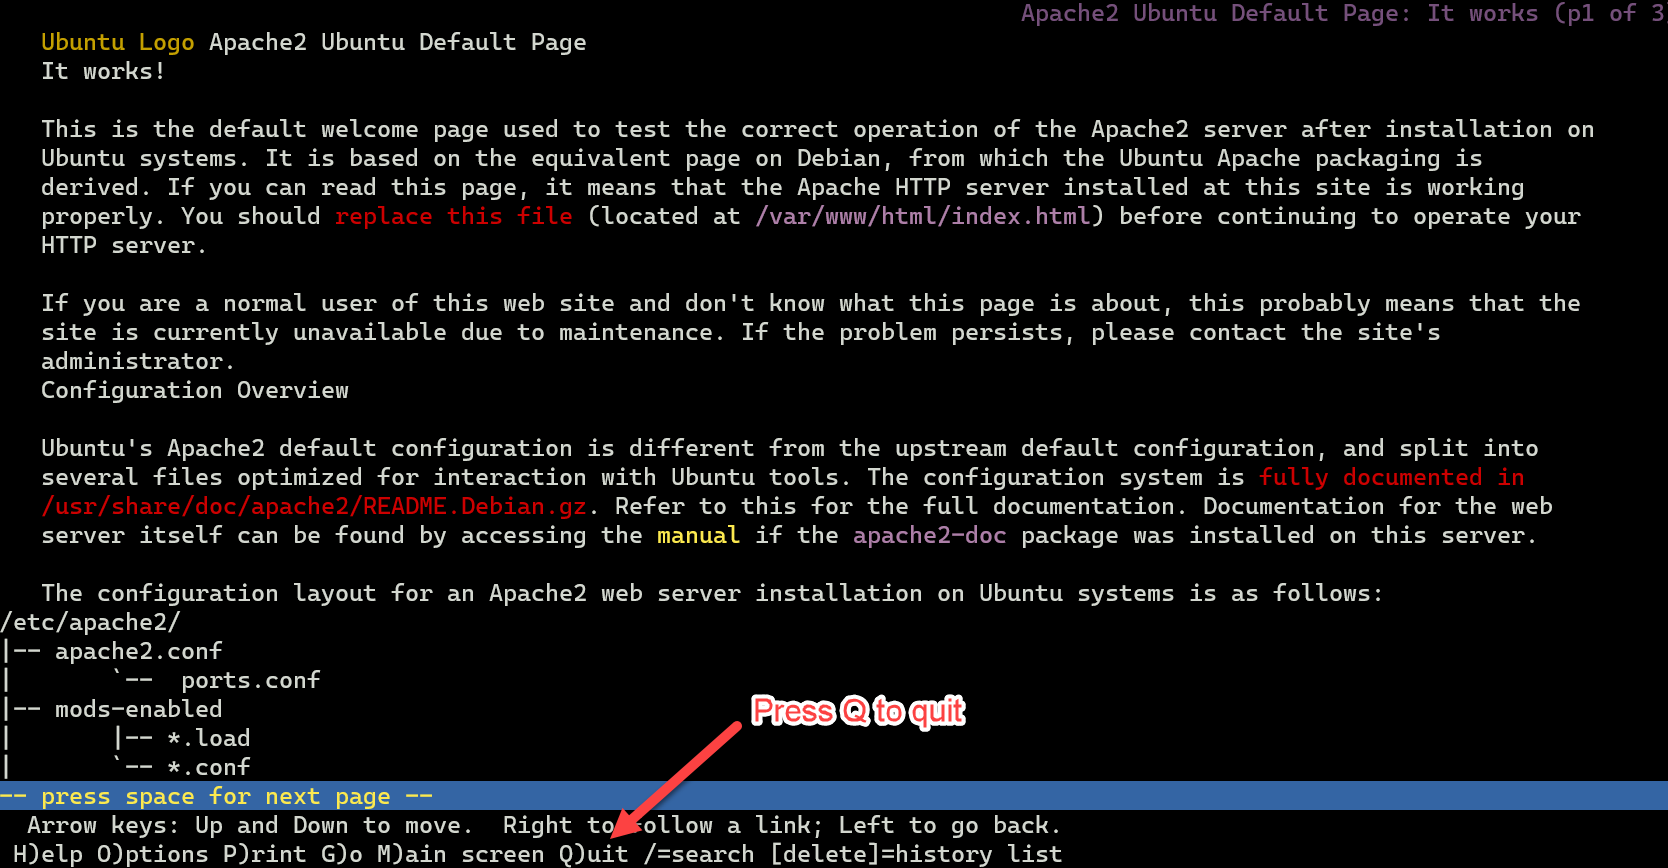 Apache2 Ubuntu Default Page: It works (p1 of 3
Ubuntu Logo Apache2 Ubuntu Default Page
It works!
This is the default welcome page used to test the correct operation of the Apache2 server after installation on
Ubuntu systems. It is based on the equivalent page on Debian, from which the Ubuntu Apache packaging is
derived. If you can read this page, it means that the Apache HTTP server installed at this site is working
properly. You should replace this file (located at /var/www/html/index.html) before continuing to operate your
HTTP server.
If you are a normal user of this web site and don't know what this page is about, this probably means that the
site is currently unavailable due to maintenance. If the problem persists, please contact the site's
administrator.
Configuration Overview
Ubuntu's Apache2 default configuration is different from the upstream default configuration, and split into
several files optimized for interaction with Ubuntu tools. The configuration system is fully documented in
/usr/share/doc/apache2/README.Debian.gz. Refer to this for the full documentation. Documentation for the web
server itself can be found by accessing the manual if the apache2-doc package was installed on this server.
The configuration layout for an Apache2 web server installation on Ubuntu systems is as follows:
/etc/apache2/
|-- apache2.conf
|       `--  ports.conf
|-- mods-enabled
|       |-- *.load
|       `-- *.conf
Press Q to quit
-- press space for next page --
Arrow keys: Up and Down to move.  Right to follow a link; Left to go back.
H)elp O)ptions P)rint G)o M)ain screen Q)uit /=search [delete]=history list